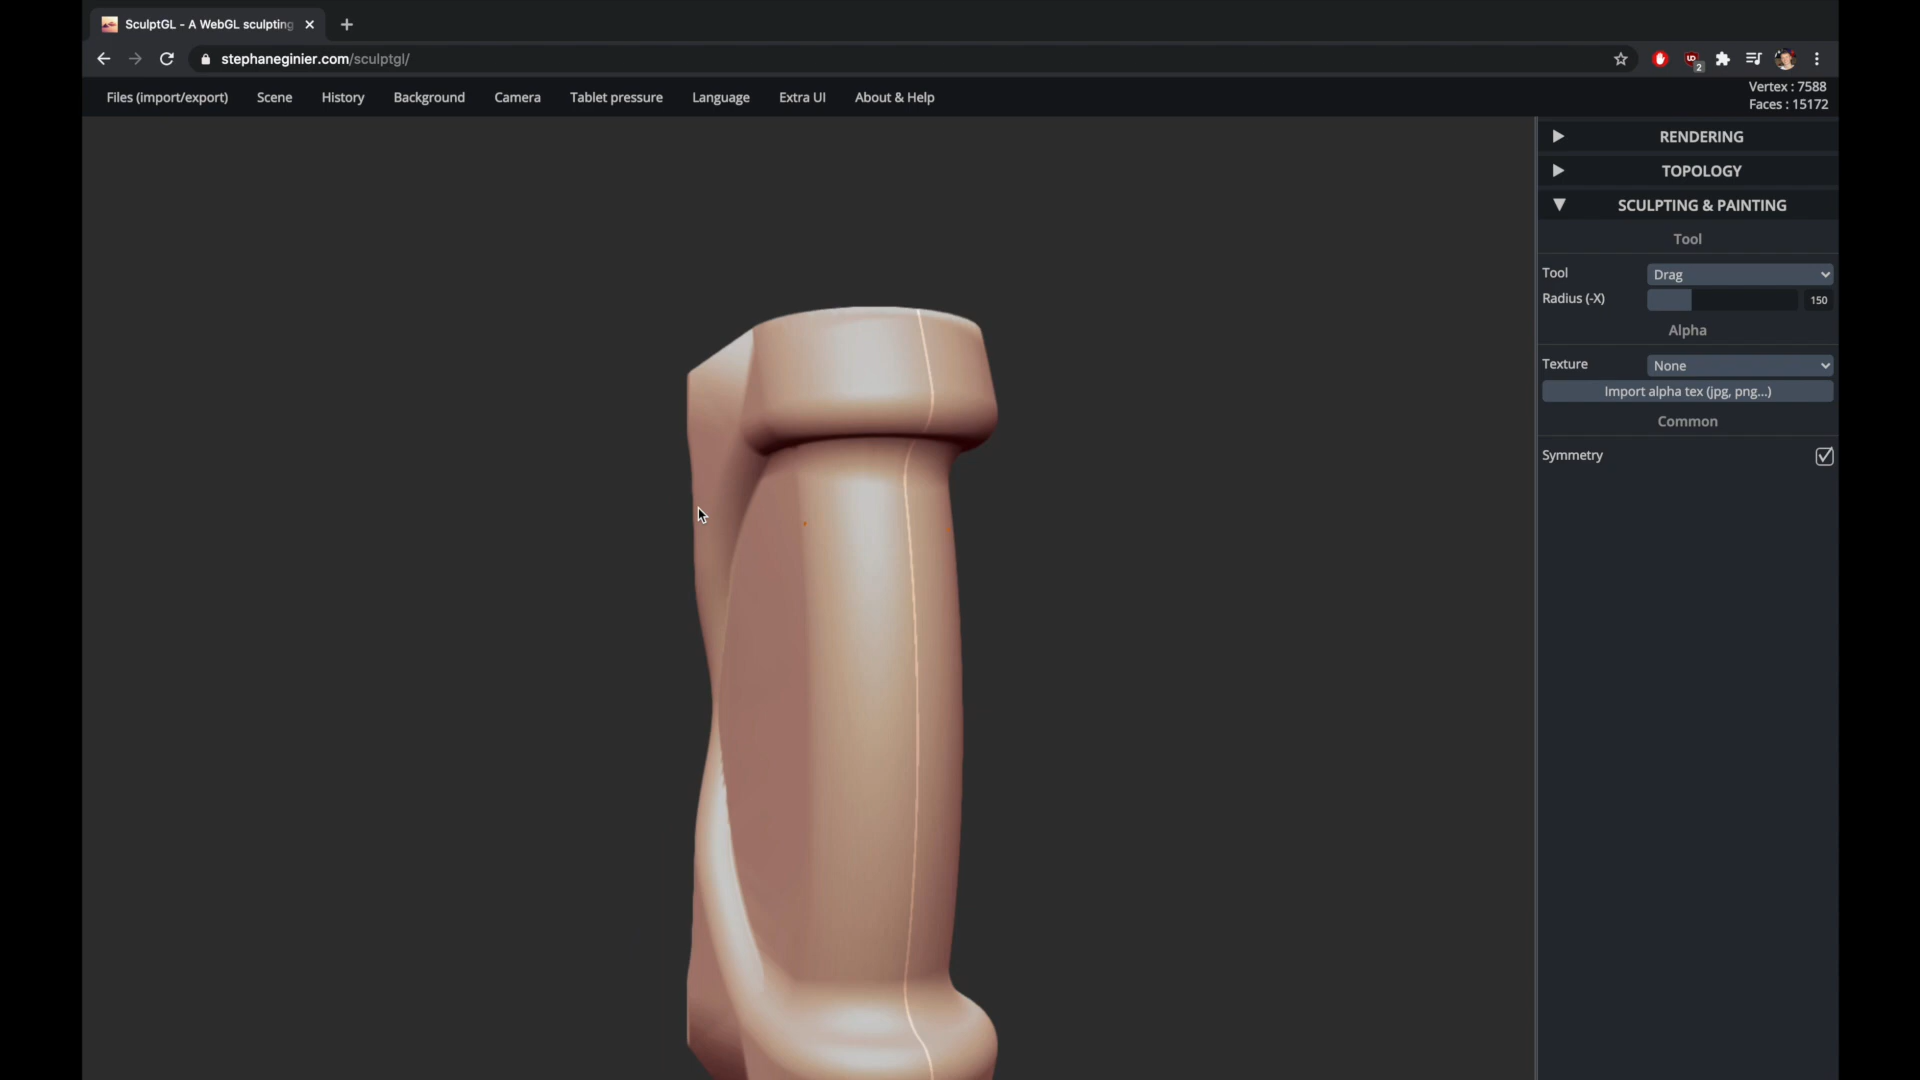 SculptGL - A WebGL sculpting
stephaneginier.com/sculptgl/
2
Files (import/export) Scene History Background Camera Tablet pressure Language Extra UI About & Help
Vertex : 7588
Faces : 15172
RENDERING
TOPOLOGY
SCULPTING & PAINTING
Tool
Tool Drag
Radius (-X) 150
Alpha
Texture None
Import alpha tex (jpg, png...)
Common
Symmetry